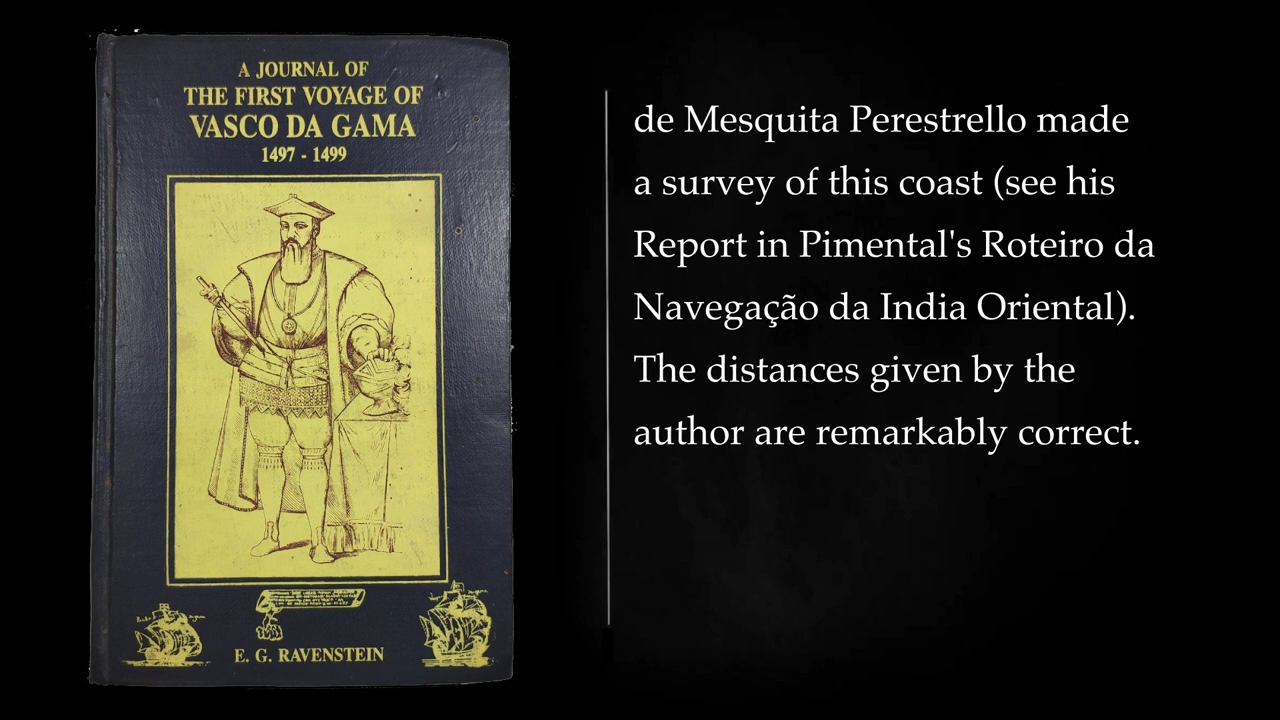 A JOURNAL OF
THE FIRST VOYAGE OF
VASCO DA GAMA
1497 - 1499
E. G. RAVENSTEIN
de Mesquita Perestrello made
a survey of this coast (see his
Report in Pimental's Roteiro da
Navegação da India Oriental).
The distances given by the
author are remarkably correct.